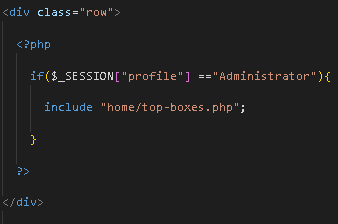 <div class="row">
<?php
if($_SESSION["profile"] =="Administrator"){
include "home/top-boxes.php";
}
?>
</div>